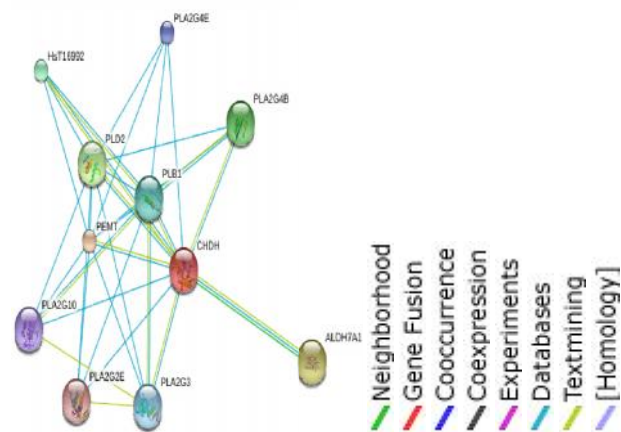 PLA2G4E
HsT16992
PLA2G4B
PLD2
PLB1
PEMT
CHDH
PLA2G10
ALDH7A1
PLA2G2E
PLA2G3
Neighborhood
Gene Fusion
Cooccurrence
Coexpression
Experiments
Databases
Textmining
[Homology]